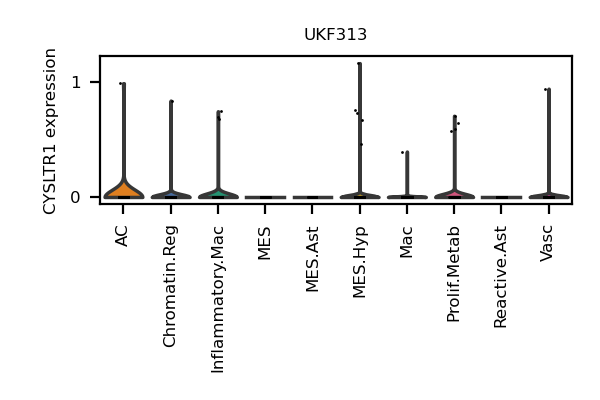 UKF313
CYSLTR1 expression
1
0
AC
Chromatin.Reg
Inflammatory.Mac
MES
MES.Ast
MES.Hyp
Mac
Prolif.Metab
Reactive.Ast
Vasc